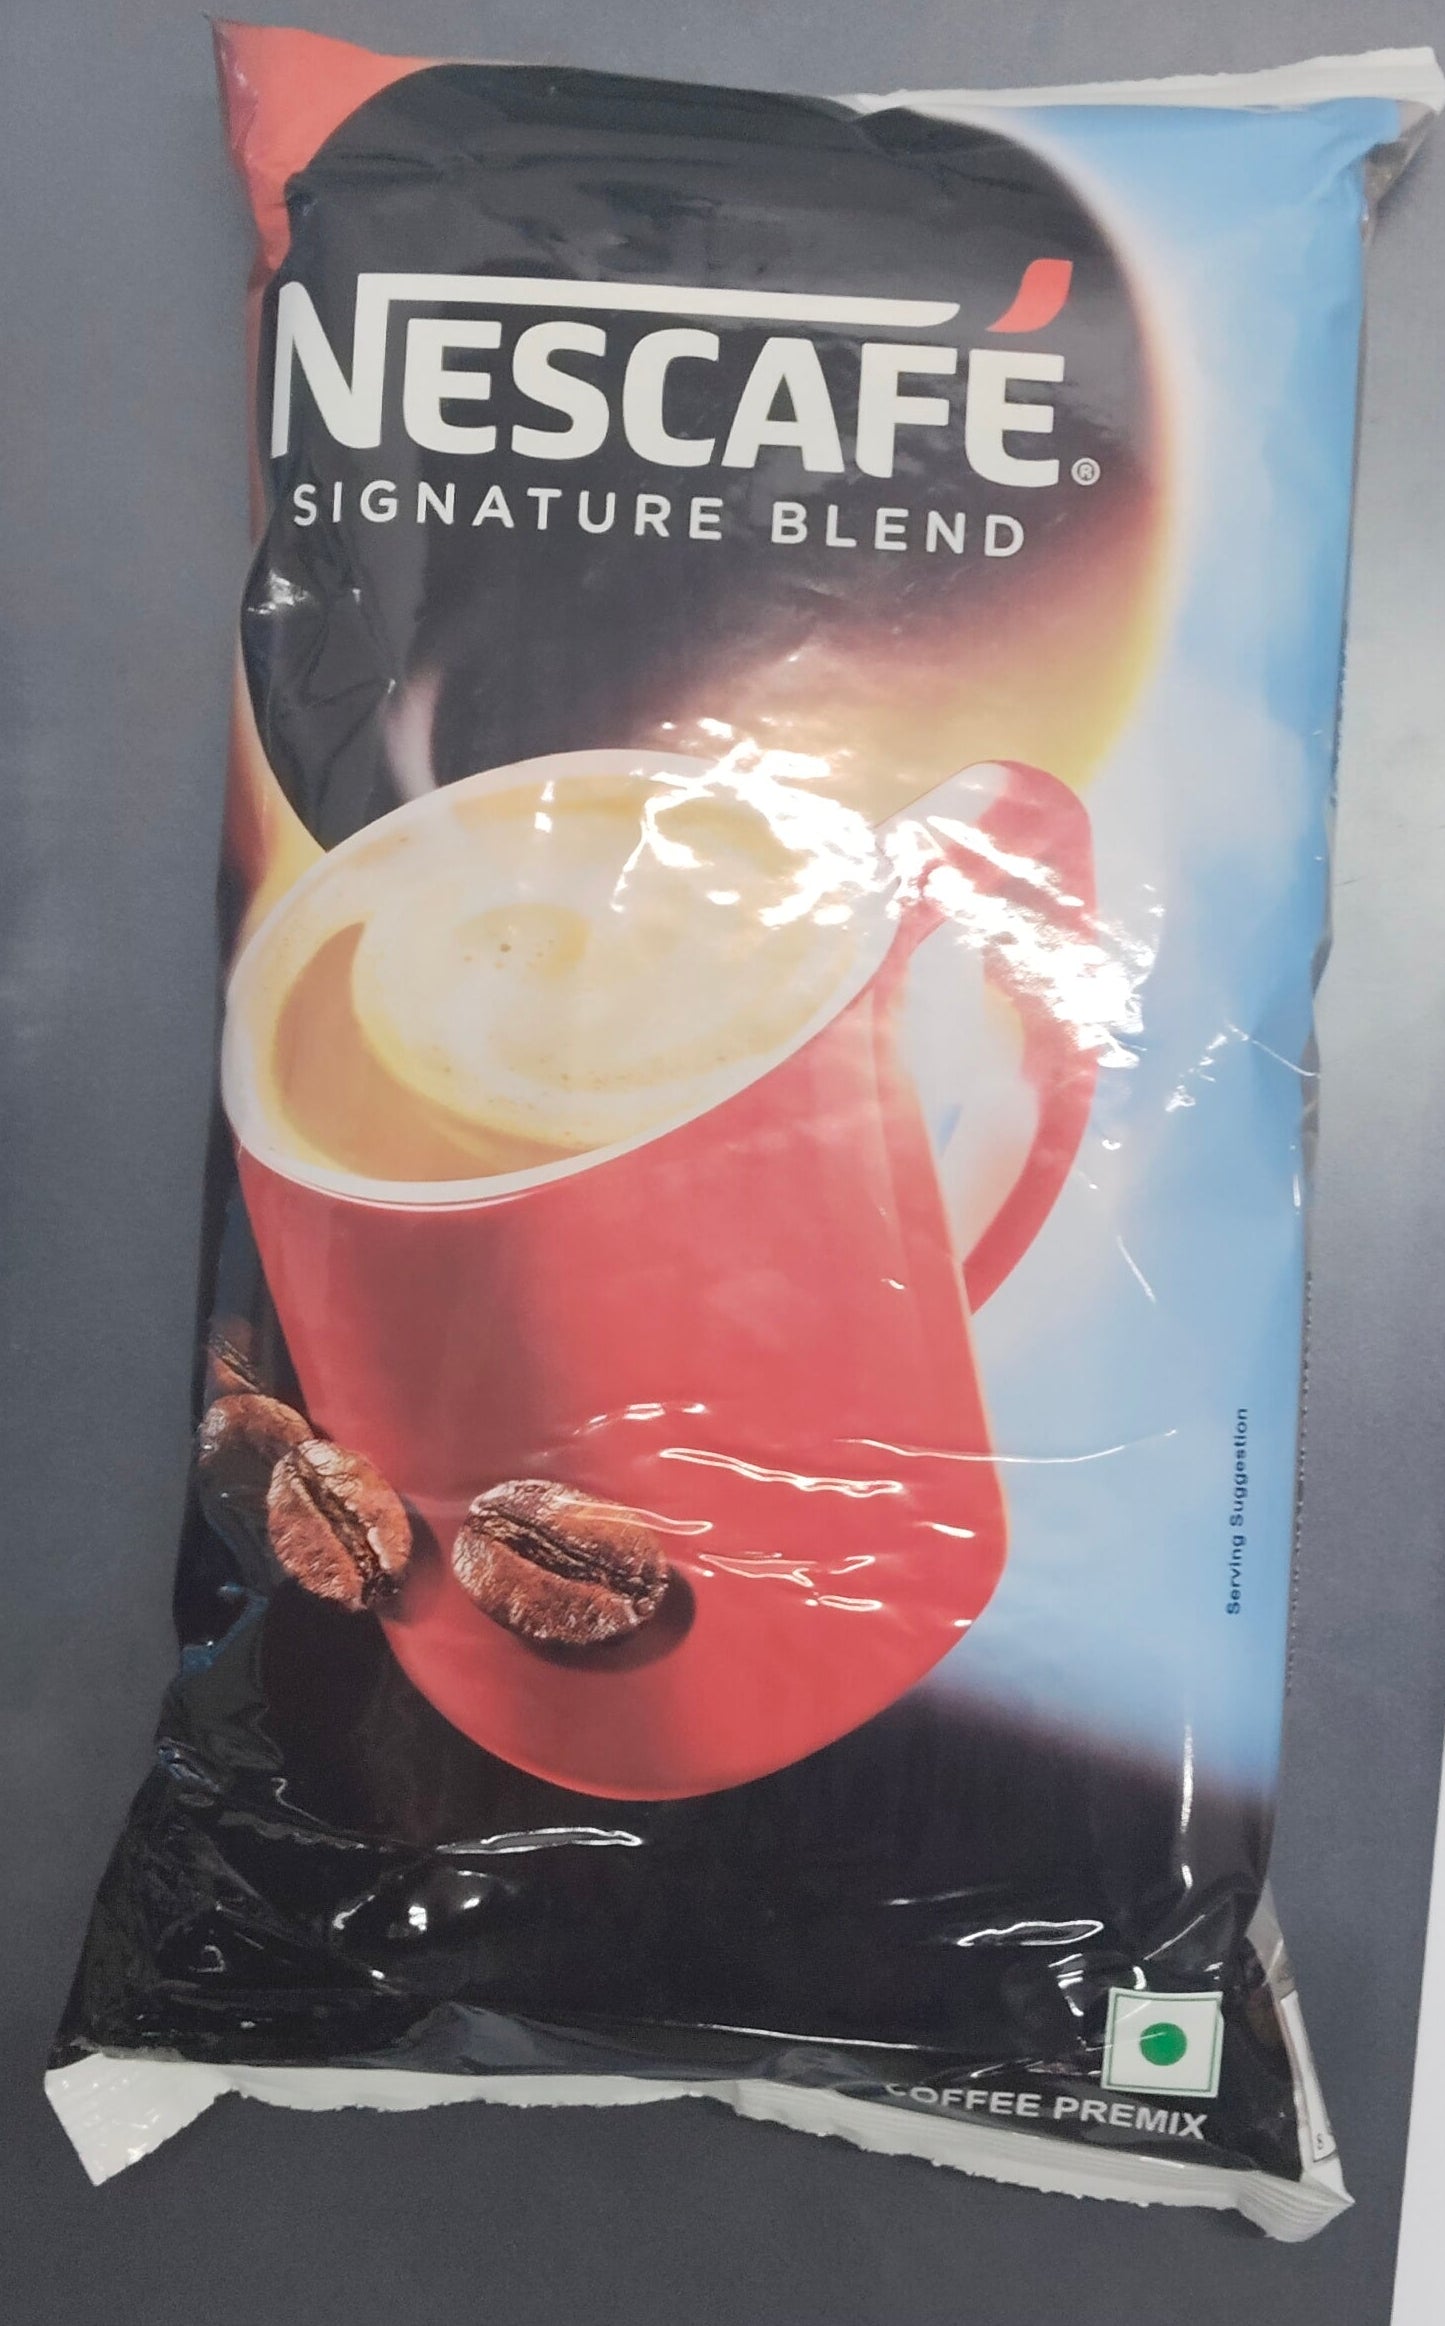 NESCAFÉ®
SIGNATURE BLEND
Serving Suggestion
COFFEE PREMIX